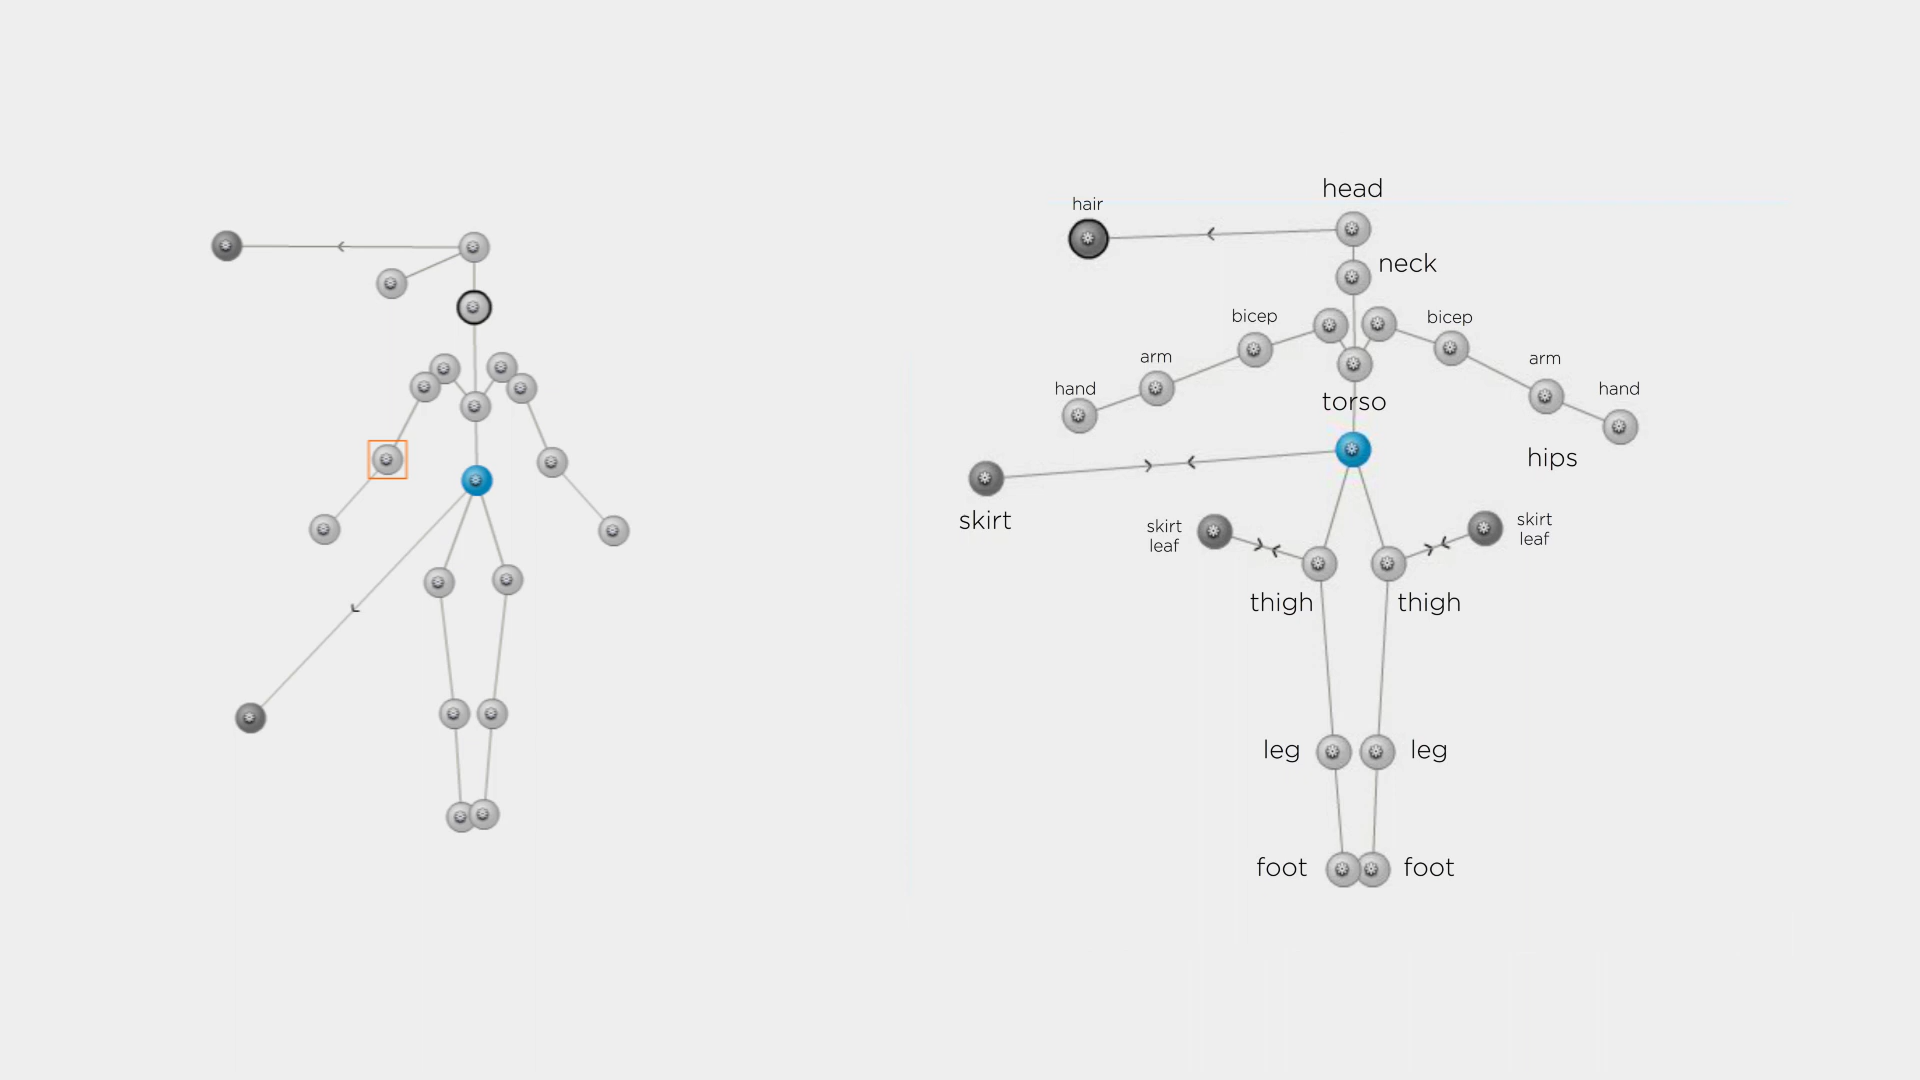 head
hair
neck
bicep
bicep
arm
arm
hand
hand
torso
hips
skirt
skirt
leaf
skirt
leaf
thigh
thigh
leg
leg
foot
foot